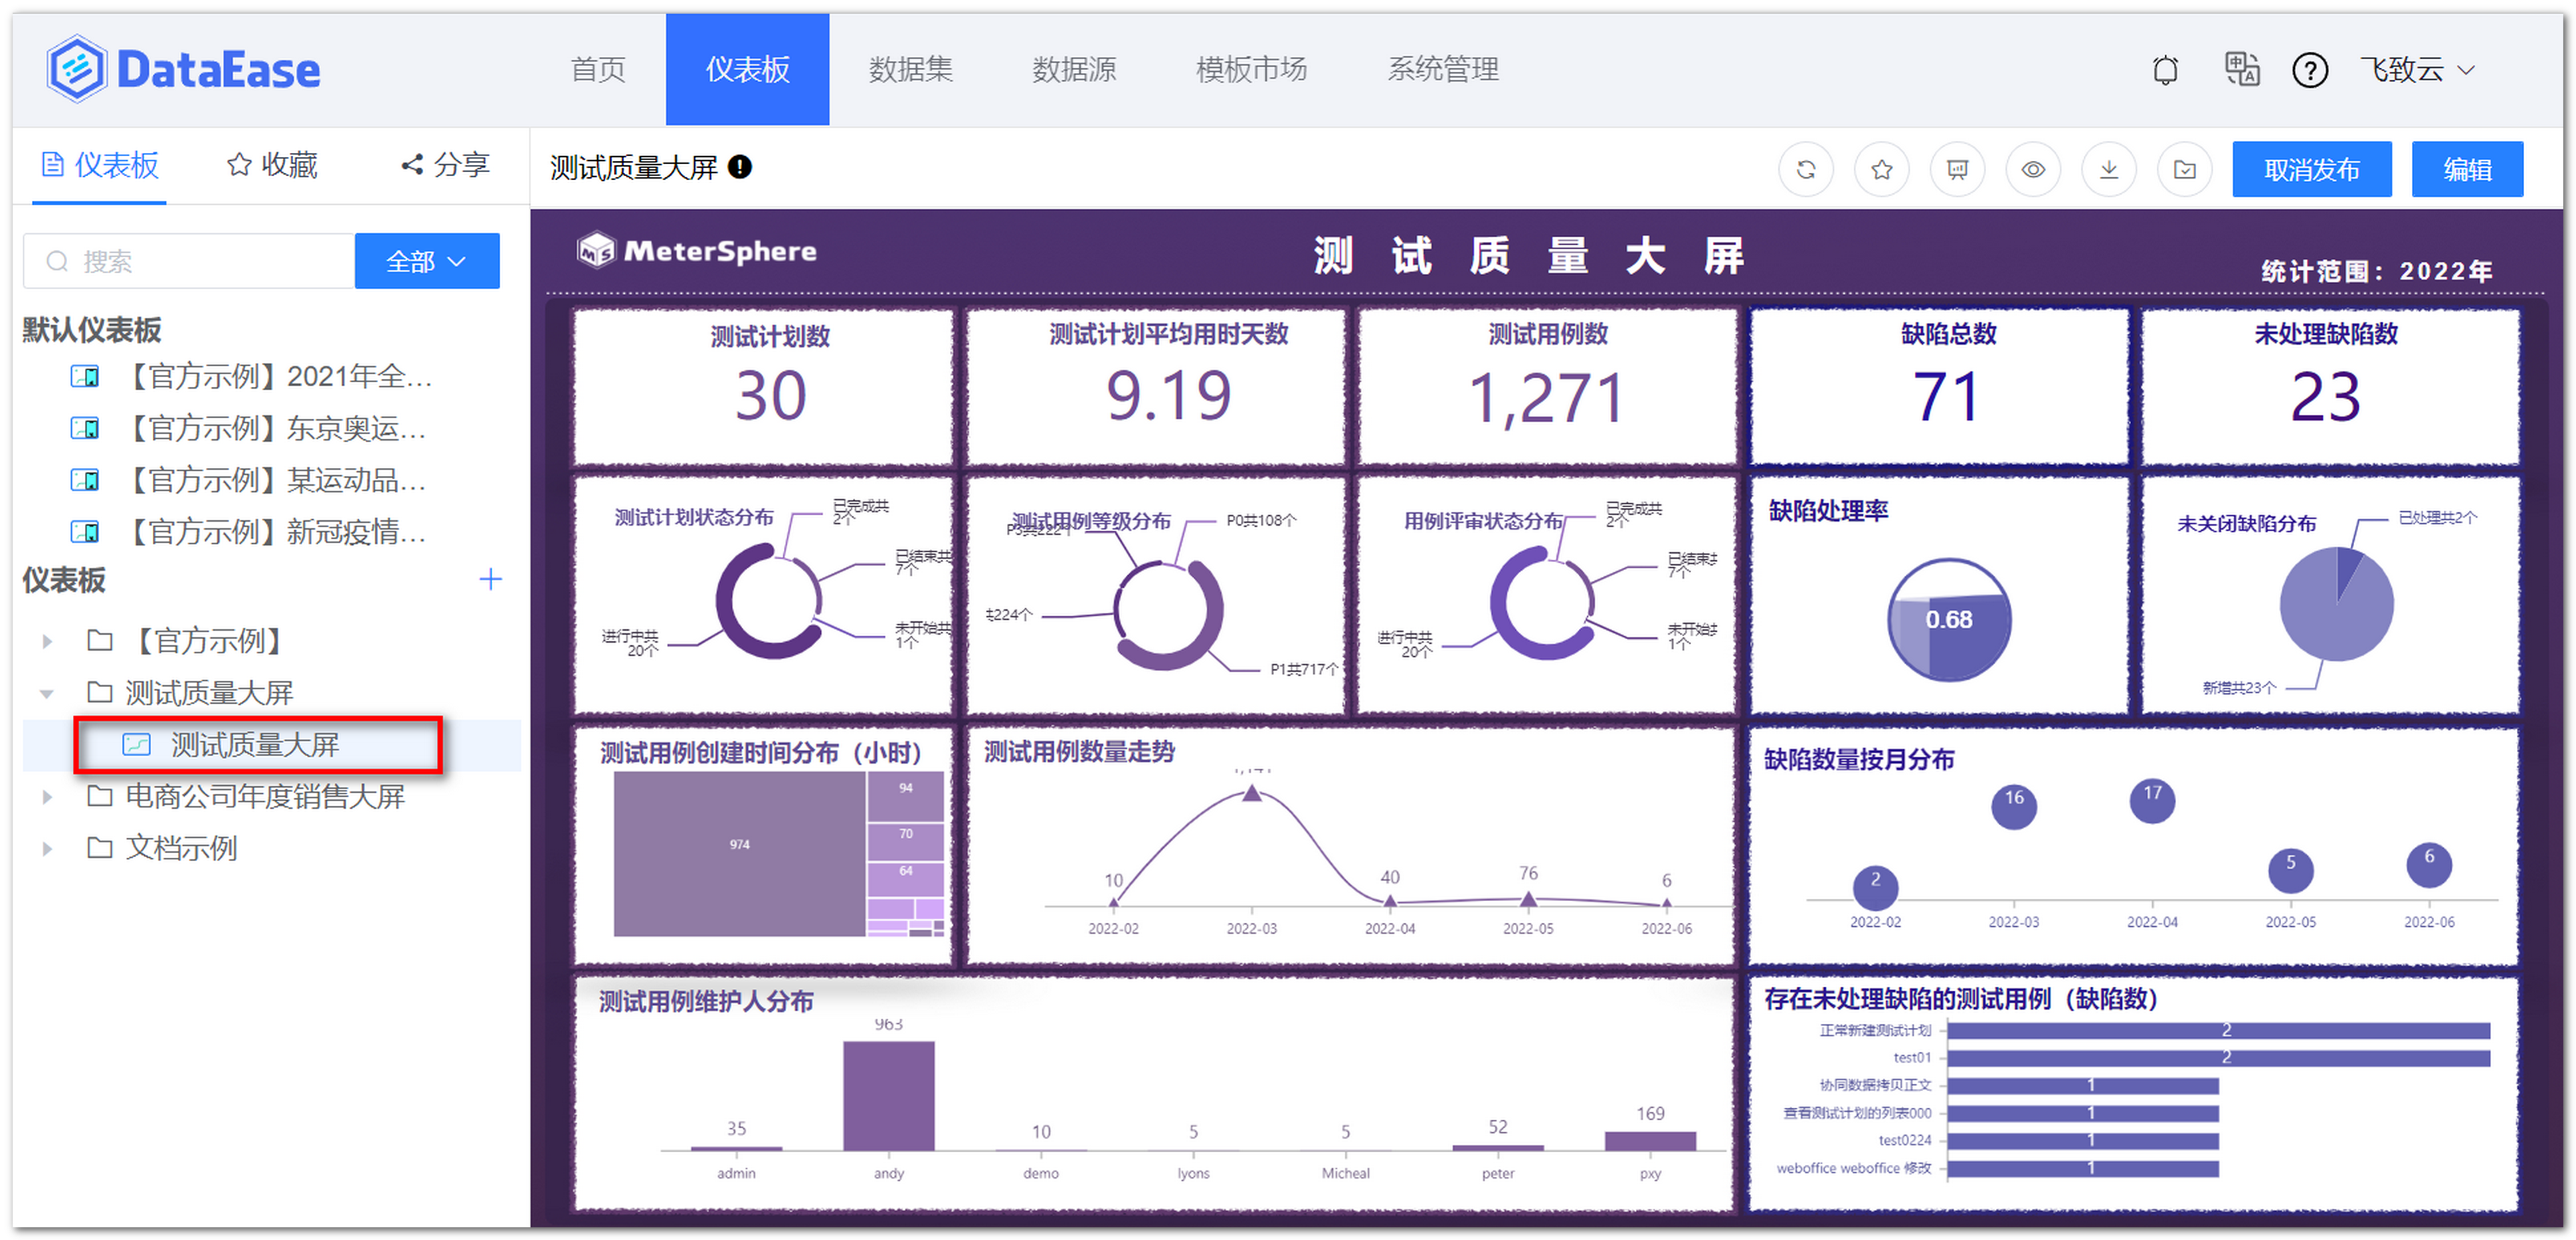 DataEase
首页
仪表板
数据集
数据源
模板市场
系统管理
飞致云
仪表板
收藏
分享
测试质量大屏
取消发布
编辑
搜索
全部
默认仪表板
【官方示例】2021年全...
【官方示例】东京奥运...
【官方示例】某运动品...
【官方示例】新冠疫情...
仪表板
【官方示例】
测试质量大屏
测试质量大屏
电商公司年度销售大屏
文档示例
MeterSphere
测试质量大屏
统计范围：2022年
测试计划数
30
测试计划平均用时天数
9.19
测试用例数
1,271
缺陷总数
71
未处理缺陷数
23
测试计划状态分布
已完成共
2个
已结束共
7个
未开始共
1个
进行中共
20个
测试用例等级分布
P0共108个
224个
P1共717个
用例评审状态分布
已完成共
2个
已结束
7个
未开始
1个
进行中共
20个
缺陷处理率
0.68
未关闭缺陷分布
已处理共2个
新增共23个
测试用例创建时间分布（小时）
974
94
70
64
测试用例数量走势
10
40
76
6
2022-02
2022-03
2022-04
2022-05
2022-06
缺陷数量按月分布
2
16
17
5
6
2022-02
2022-03
2022-04
2022-05
2022-06
测试用例维护人分布
35
963
10
5
5
52
169
admin
andy
demo
lyons
Micheal
peter
pxy
存在未处理缺陷的测试用例（缺陷数）
正常新建测试计划
2
test01
2
协同数据拷贝正文
1
查看测试计划的列表000
1
test0224
1
weboffice weboffice 修改
1